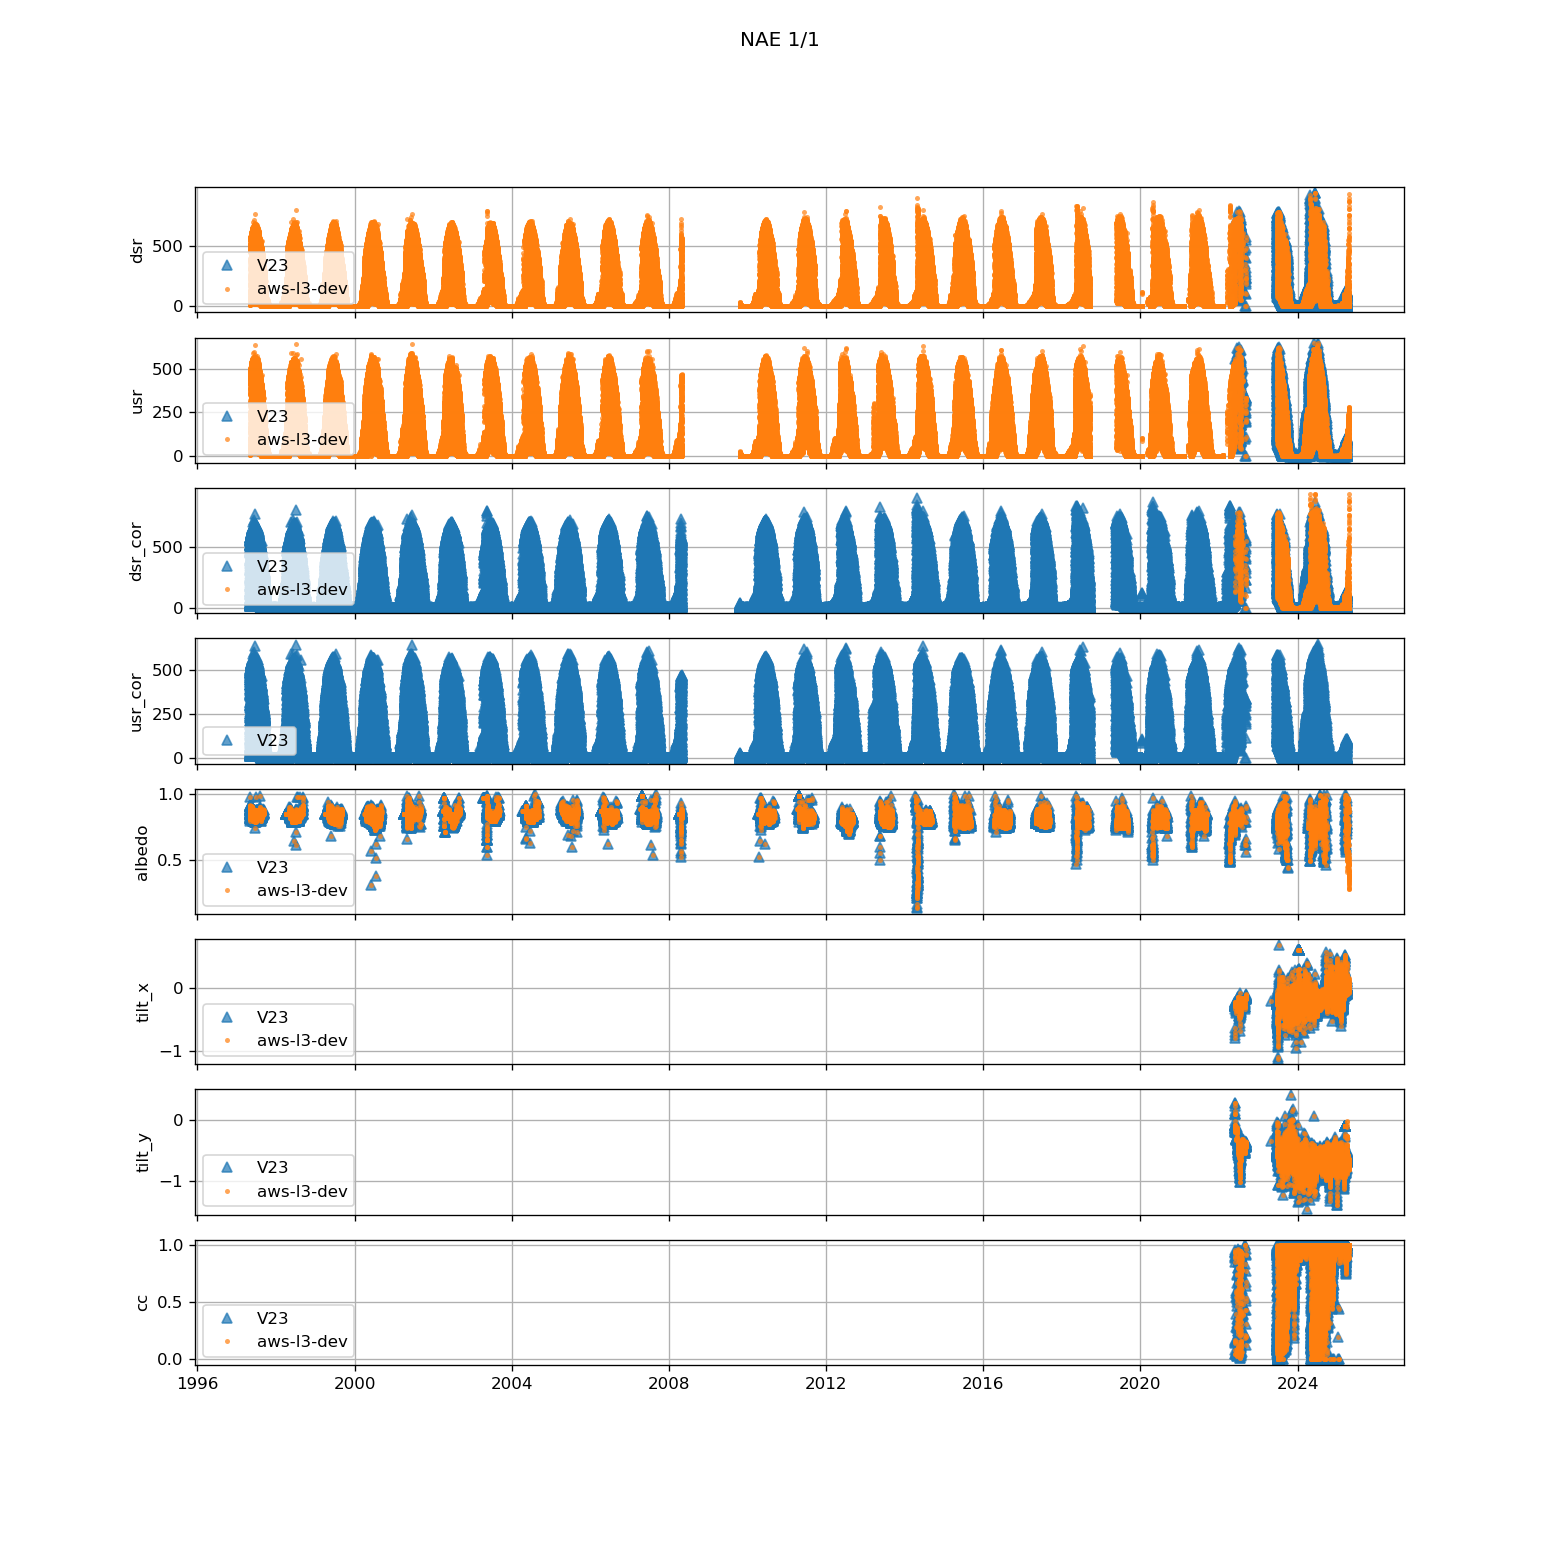 NAE 1/1
dsr
500
0
V23
aws-l3-dev
usr
500
250
0
V23
aws-l3-dev
dsr_cor
500
0
V23
aws-l3-dev
usr_cor
500
250
0
V23
albedo
1.0
0.5
V23
aws-l3-dev
tilt_x
0
−1
V23
aws-l3-dev
tilt_y
0
−1
V23
aws-l3-dev
cc
1.0
0.5
0.0
V23
aws-l3-dev
1996 2000 2004 2008 2012 2016 2020 2024